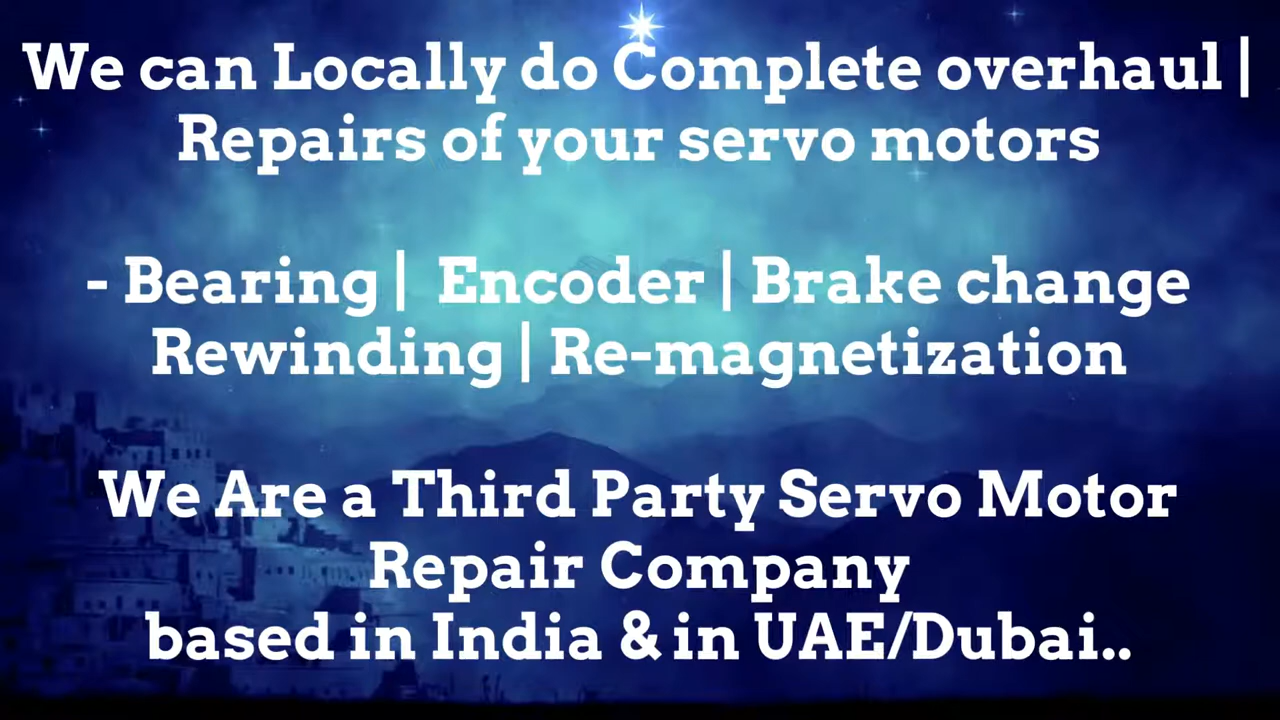 We can Locally do Complete overhaul |
Repairs of your servo motors
- Bearing | Encoder | Brake change
Rewinding | Re-magnetization
We Are a Third Party Servo Motor
Repair Company
based in India & in UAE/Dubai..